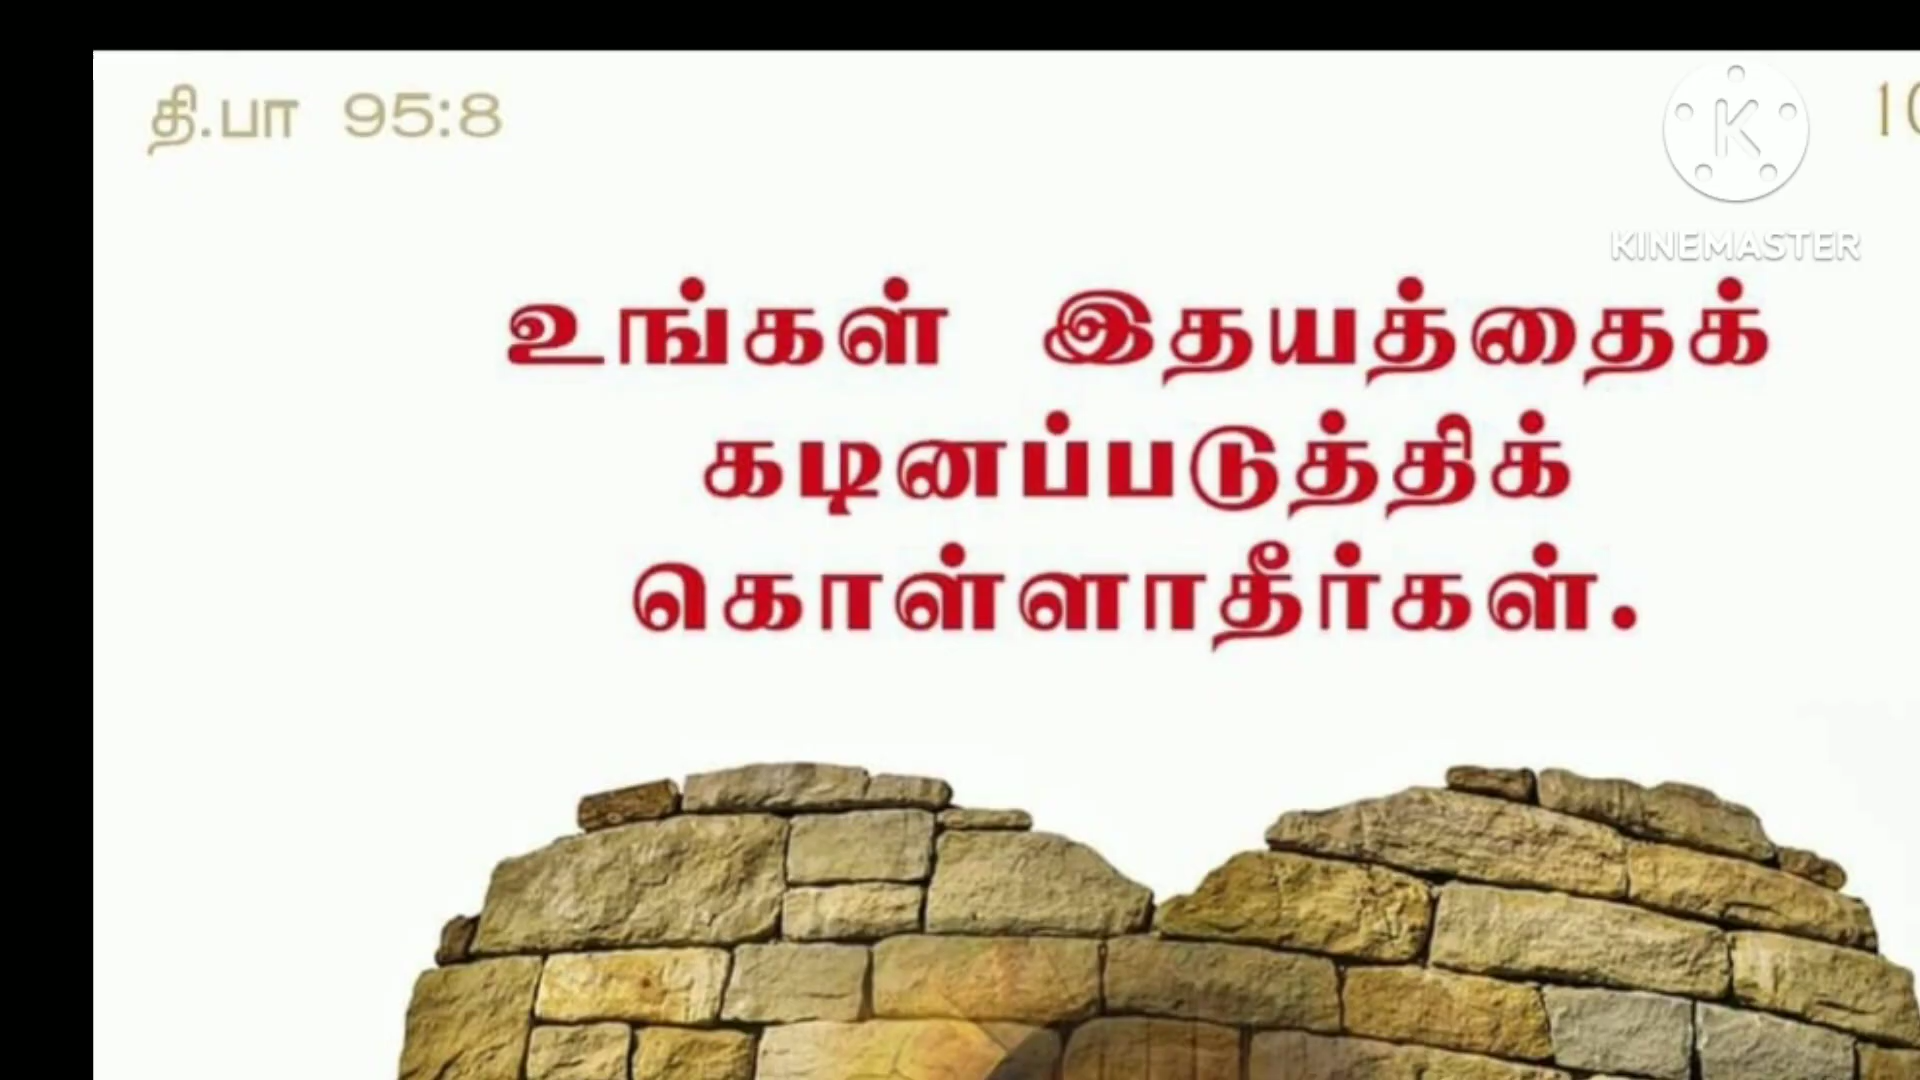 தி.பா 95:8
KINEMASTER
உங்கள் இதயத்தைக்
கடினப்படுத்திக்
கொள்ளாதீர்கள்.